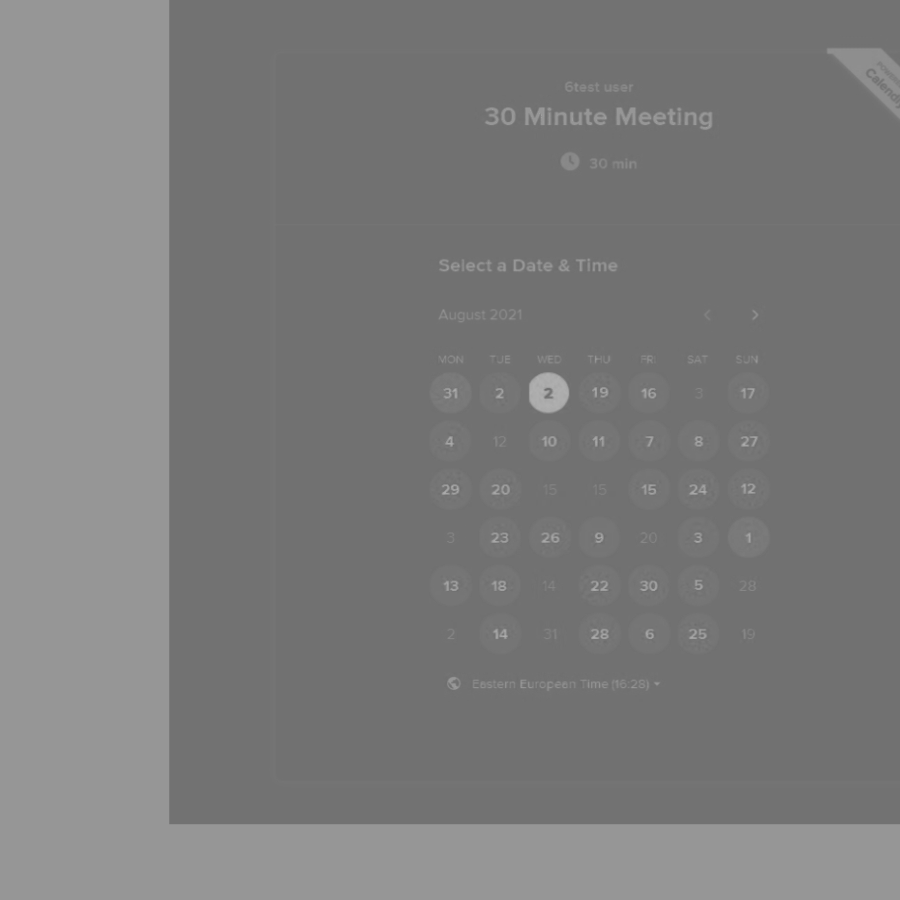 6test user
30 Minute Meeting
30 min
Calendly
Select a Date & Time
August 2021
MON TUE WED THU FRI SAT SUN
31 2 2 19 16 3 17
4 12 10 11 7 8 27
29 20 15 15 15 24 12
3 23 26 9 20 3 1
13 18 14 22 30 5 28
2 14 31 28 6 25 19
Eastern European Time (16:28)